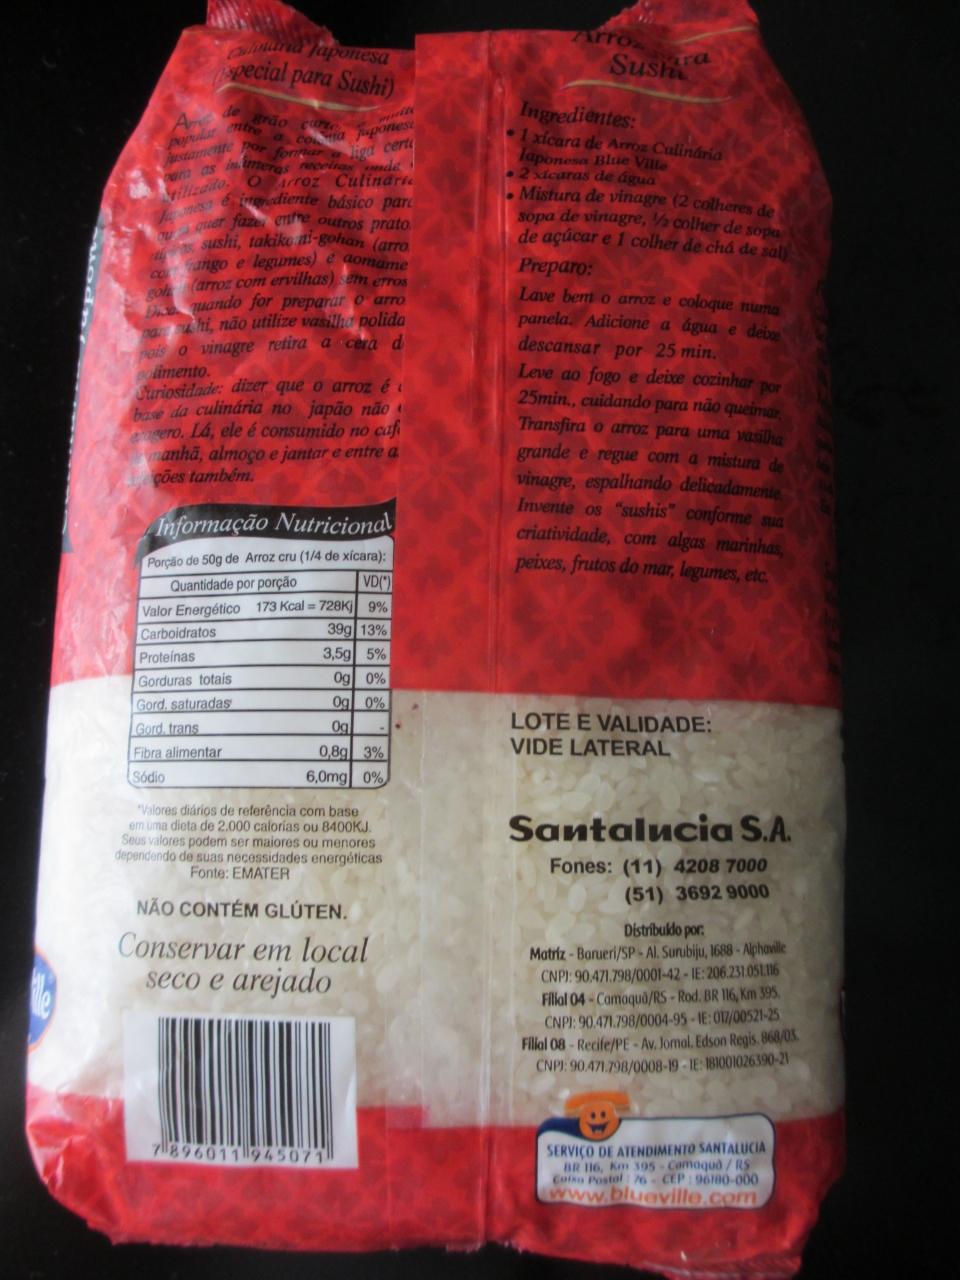 Culinária Japonesa
(Especial para Sushi)
Arroz de grão curto, é muito
popular entre a colônia japonesa
justamente por formar a liga certa
para as inúmeras receitas onde
utilizado. O Arroz Culinária
Japonesa é ingrediente básico para
quem quer fazer entre outros prato
sushi, takikomi-gohan (arro
com frango e legumes) e aomame
gohan (arroz com ervilhas) sem erros
Dica: quando for preparar o arro
para sushi, não utilize vasilha polida
pois o vinagre retira a cera d
polimento.
Curiosidade: dizer que o arroz é
base da culinária no japão não
exagero. Lá, ele é consumido no caf
manhã, almoço e jantar e entre a
refeições também.
Informação Nutricional
Porção de 50g de Arroz cru (1/4 de xícara):
Quantidade por porção VD(*)
Valor Energético 173 Kcal = 728Kj 9%
Carboidratos 39g 13%
Proteínas 3,5g 5%
Gorduras totais 0g 0%
Gord. saturadas 0g 0%
Gord. trans 0g -
Fibra alimentar 0,8g 3%
Sódio 6,0mg 0%
*Valores diários de referência com base
em uma dieta de 2.000 calorias ou 8400KJ.
Seus valores podem ser maiores ou menores
dependendo de suas necessidades energéticas
Fonte: EMATER
NÃO CONTÉM GLÚTEN.
Conservar em local
seco e arejado
7 896011 945071
Arroz para
Sushi
Ingredientes:
• 1 xícara de Arroz Culinária
Japonesa Blue Ville
• 2 xícaras de água
• Mistura de vinagre (2 colheres de
sopa de vinagre, ½ colher de sopa
de açúcar e 1 colher de chá de sal)
Preparo:
Lave bem o arroz e coloque numa
panela. Adicione a água e deixe
descansar por 25 min.
Leve ao fogo e deixe cozinhar por
25min., cuidando para não queimar.
Transfira o arroz para uma vasilha
grande e regue com a mistura de
vinagre, espalhando delicadamente.
Invente os "sushis" conforme sua
criatividade, com algas marinhas,
peixes, frutos do mar, legumes, etc.
LOTE E VALIDADE:
VIDE LATERAL
Santalucia S.A.
Fones: (11) 4208 7000
(51) 3692 9000
Distribuído por:
Matriz - Barueri/SP - Al. Surubiju, 1688 - Alphaville
CNPJ: 90.471.798/0001-42 - IE: 206.231.051.116
Filial 04 - Camaquã/RS - Rod. BR 116, Km 395.
CNPJ: 90.471.798/0004-95 - IE: 017/00521-25
Filial 08 - Recife/PE - Av. Jornal. Edson Regis. 868/03.
CNPJ: 90.471.798/0008-19 - IE: 181001026390-21
SERVIÇO DE ATENDIMENTO SANTALUCIA
BR 116, Km 395 - Camaquã / RS
Caixa Postal : 76 - CEP : 96180-000
www.blueville.com